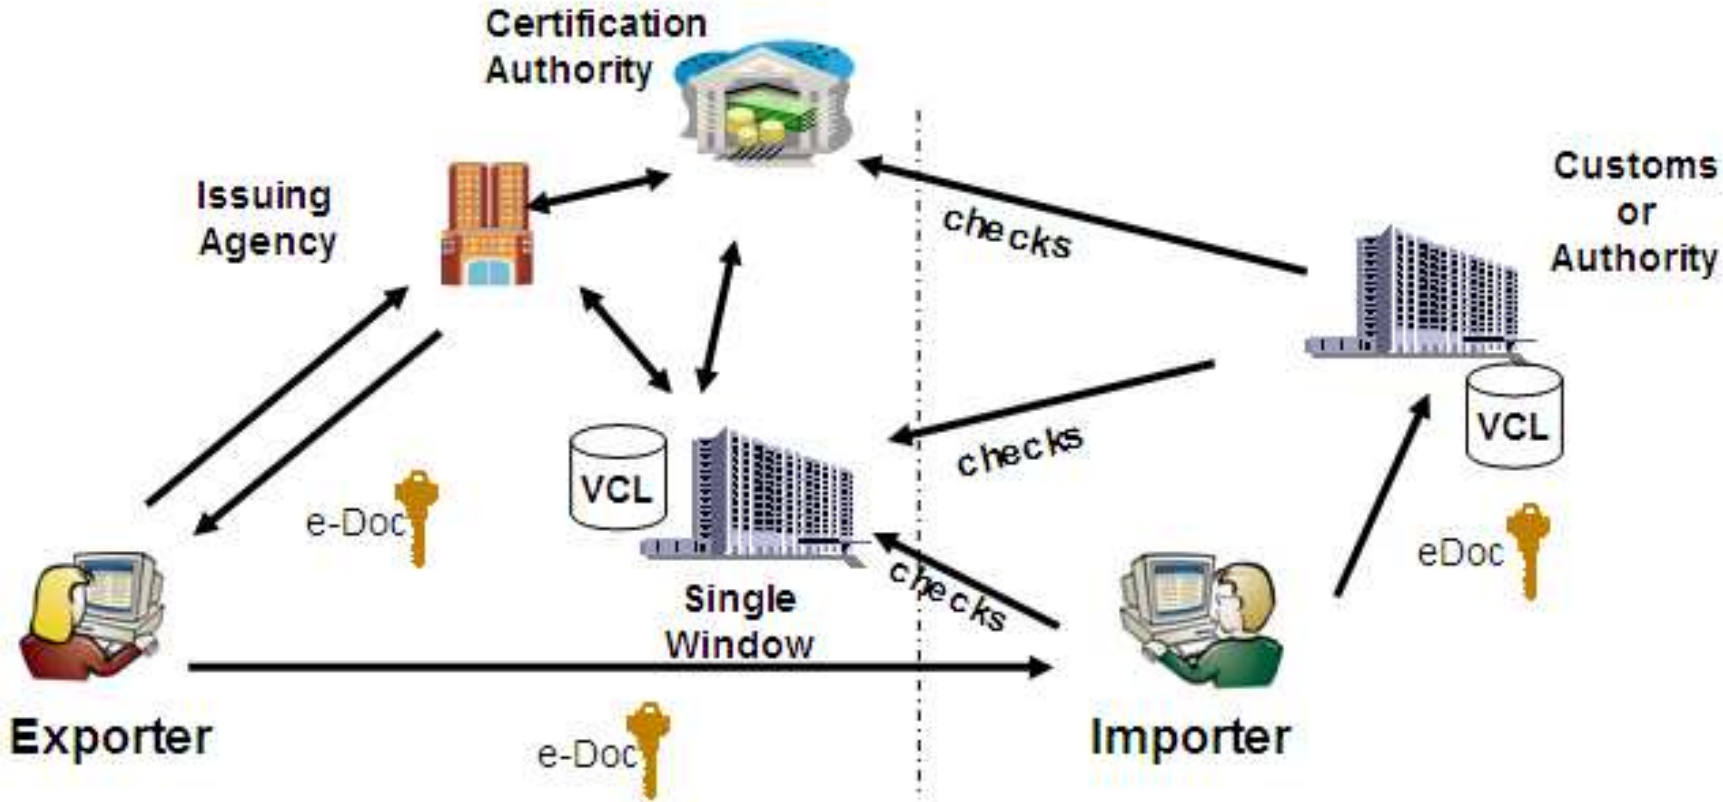 Certification
Authority
Issuing
Agency
Customs
or
Authority
checks
checks
VCL
VCL
e-Doc
eDoc
checks
Single
Window
Exporter
Importer
e-Doc